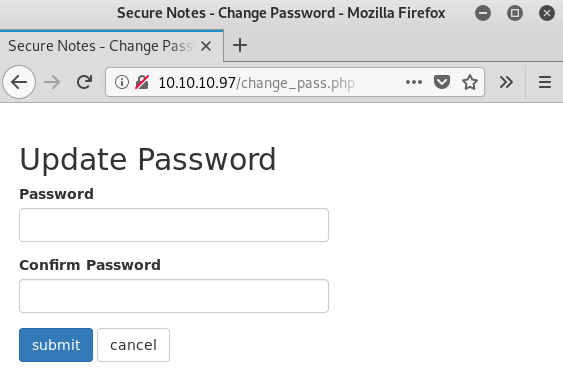 Secure Notes - Change Password - Mozilla Firefox
Secure Notes - Change Pass
10.10.10.97/change_pass.php
Update Password
Password
Confirm Password
submit
cancel